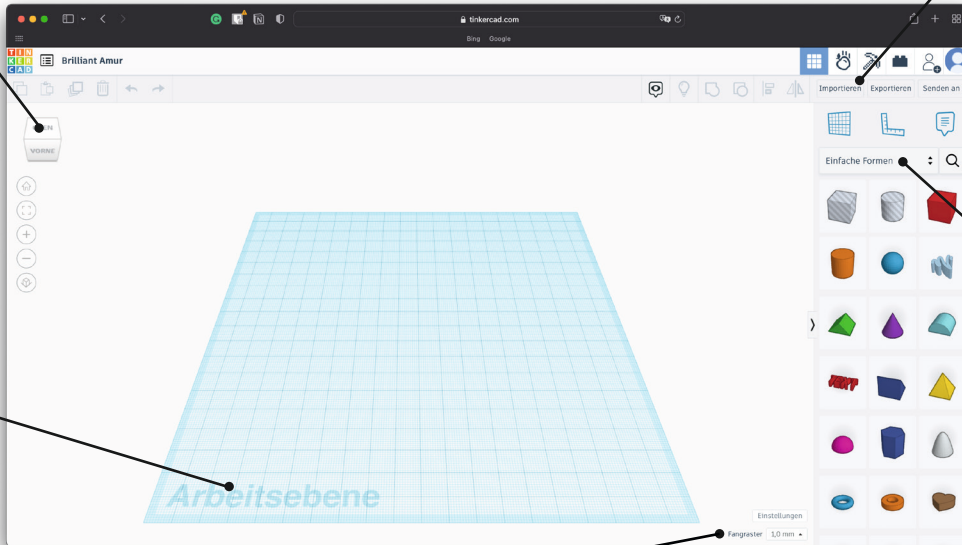 tinkercad.com
Bing Google
TIN
KER
CAD
Brilliant Amur
Importieren Exportieren Senden an
VORNE
Einfache Formen
Arbeitsebene
Einstellungen
Fangraster 1,0 mm